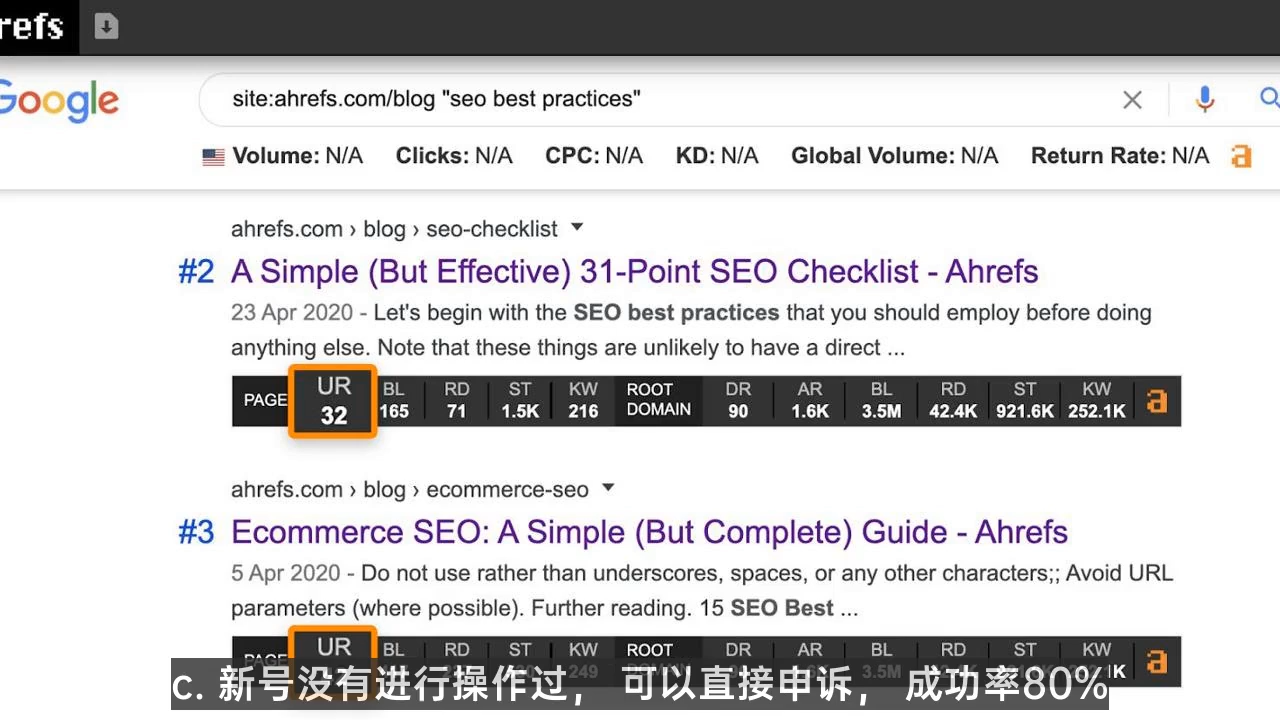 refs
Google
site:ahrefs.com/blog "seo best practices"
Volume: N/A Clicks: N/A CPC: N/A KD: N/A Global Volume: N/A Return Rate: N/A a
ahrefs.com › blog › seo-checklist
#2 A Simple (But Effective) 31-Point SEO Checklist - Ahrefs
23 Apr 2020 - Let's begin with the SEO best practices that you should employ before doing
anything else. Note that these things are unlikely to have a direct ...
PAGE UR 32 BL 165 RD 71 ST 1.5K KW 216 ROOT DOMAIN DR 90 AR 1.6K BL 3.5M RD 42.4K ST 921.6K KW 252.1K a
ahrefs.com › blog › ecommerce-seo
#3 Ecommerce SEO: A Simple (But Complete) Guide - Ahrefs
5 Apr 2020 - Do not use rather than underscores, spaces, or any other characters;; Avoid URL
parameters (where possible). Further reading. 15 SEO Best ...
PAGE UR BL RD ST KW 249 ROOT DOMAIN DR AR BL 3.5M RD ST KW a
c. 新号没有进行操作过， 可以直接申诉， 成功率80%